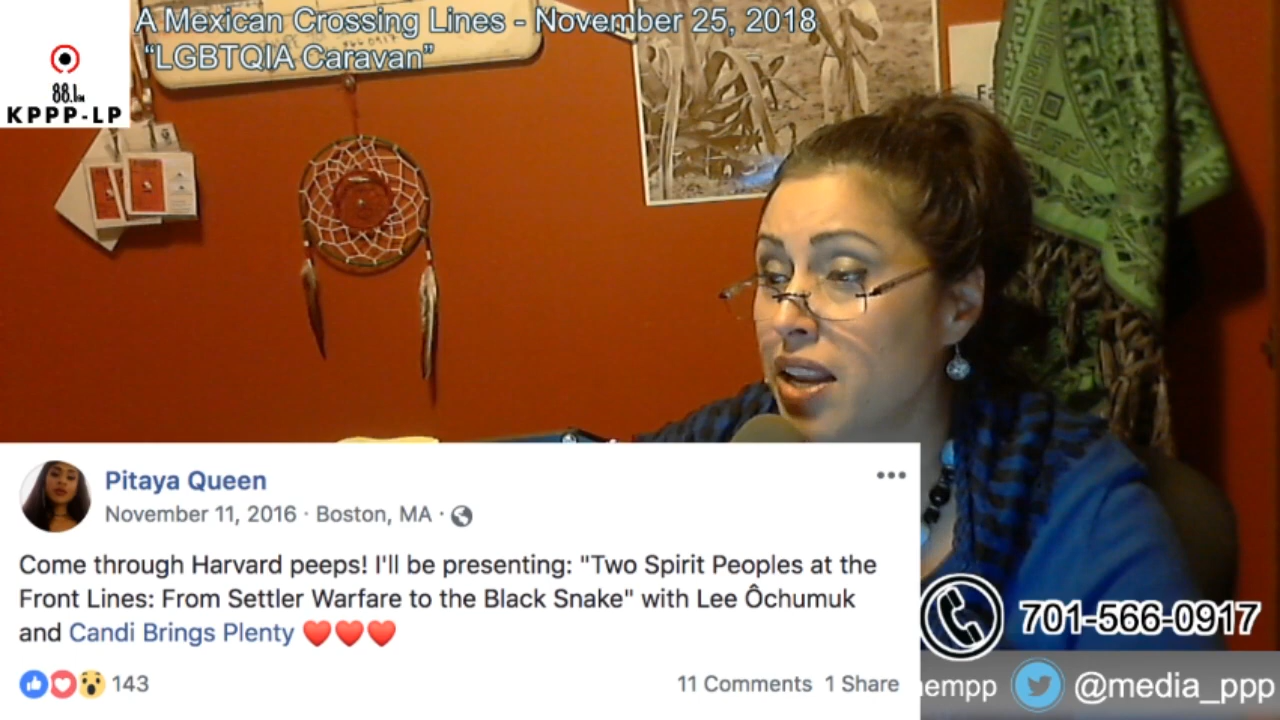 A Mexican Crossing Lines - November 25, 2018
“LGBTQIA Caravan”
88.1FM
KPPP-LP
Fa
Pitaya Queen
November 11, 2016 · Boston, MA ·
Come through Harvard peeps! I'll be presenting: "Two Spirit Peoples at the
Front Lines: From Settler Warfare to the Black Snake" with Lee Ôchumuk
and Candi Brings Plenty
143
11 Comments 1 Share
701-566-0917
empp @media_ppp